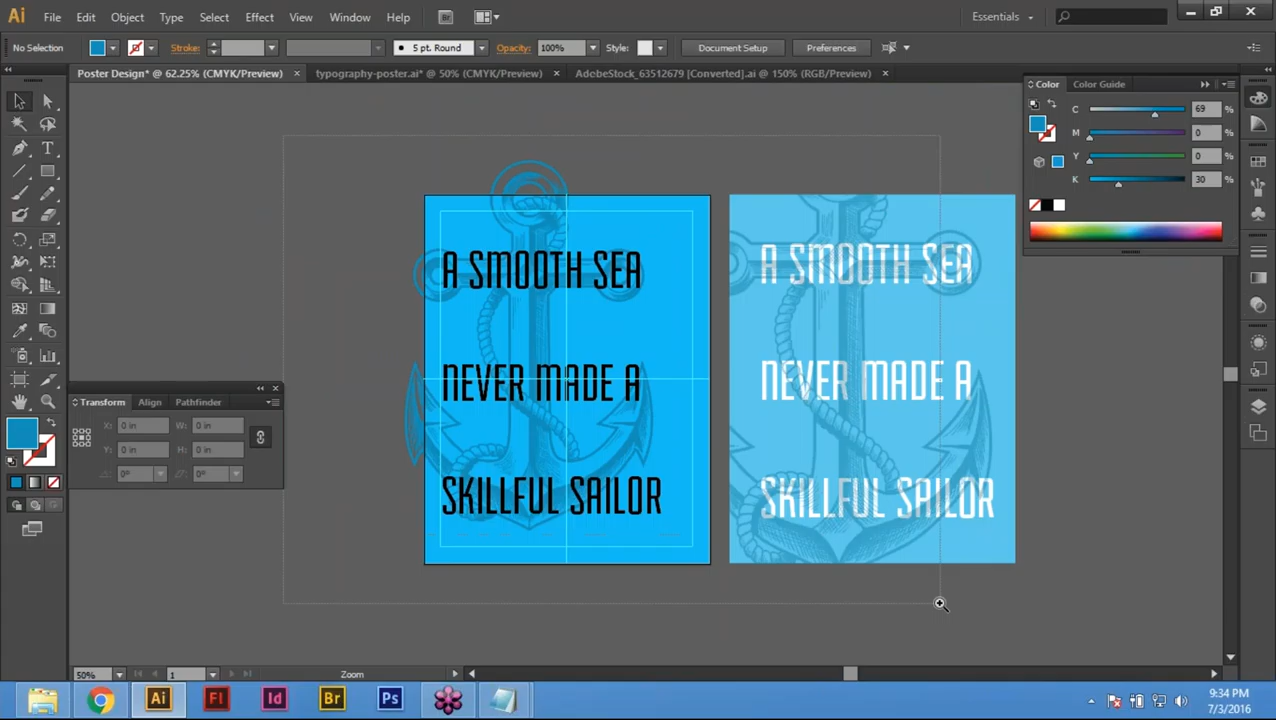 Ai File Edit Object Type Select Effect View Window Help Br Essentials
No Selection Stroke: 5 pt. Round Opacity: 100% Style: Document Setup Preferences
Poster Design* @ 62.25% (CMYK/Preview) × typography-poster.ai* @ 50% (CMYK/Preview) × AdobeStock_63512679 [Converted].ai @ 150% (RGB/Preview) ×
Color Color Guide
C 69 %
M 0 %
Y 0 %
K 30 %
A SMOOTH SEA
NEVER MADE A
SKILLFUL SAILOR
A SMOOTH SEA
NEVER MADE A
SKILLFUL SAILOR
Transform Align Pathfinder
X: 0 in W: 0 in
Y: 0 in H: 0 in
0° 0°
50% 1 Zoom
Ai Fl Id Br Ps
9:34 PM
7/3/2016